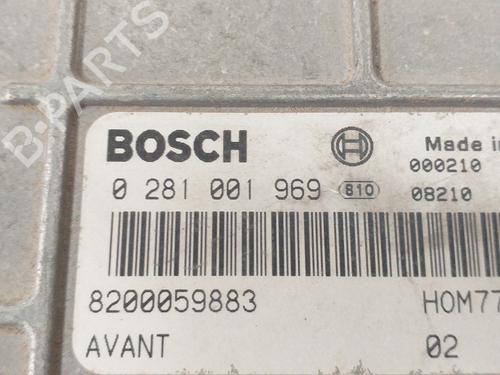 B-PARTS
BOSCH
Made in
000210
0 281 001 969 810 08210
8200059883 HOM77
AVANT 02